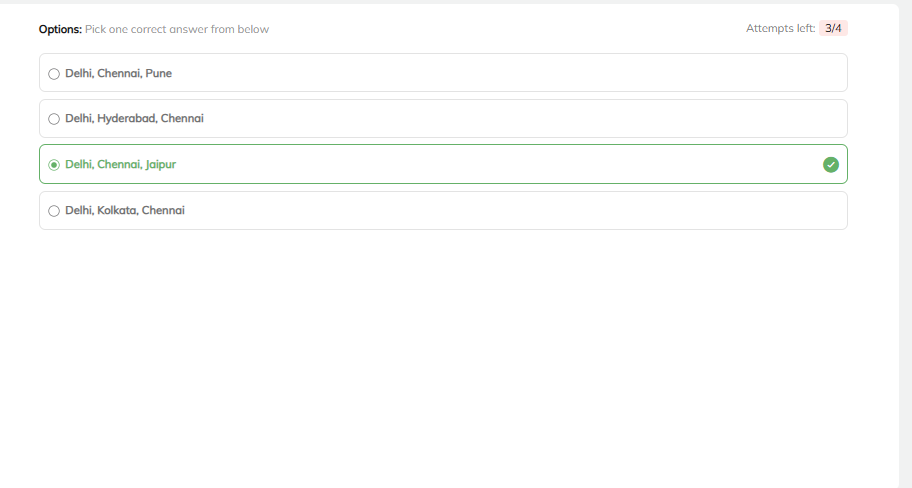 Options: Pick one correct answer from below
Attempts left: 3/4
Delhi, Chennai, Pune
Delhi, Hyderabad, Chennai
Delhi, Chennai, Jaipur
Delhi, Kolkata, Chennai